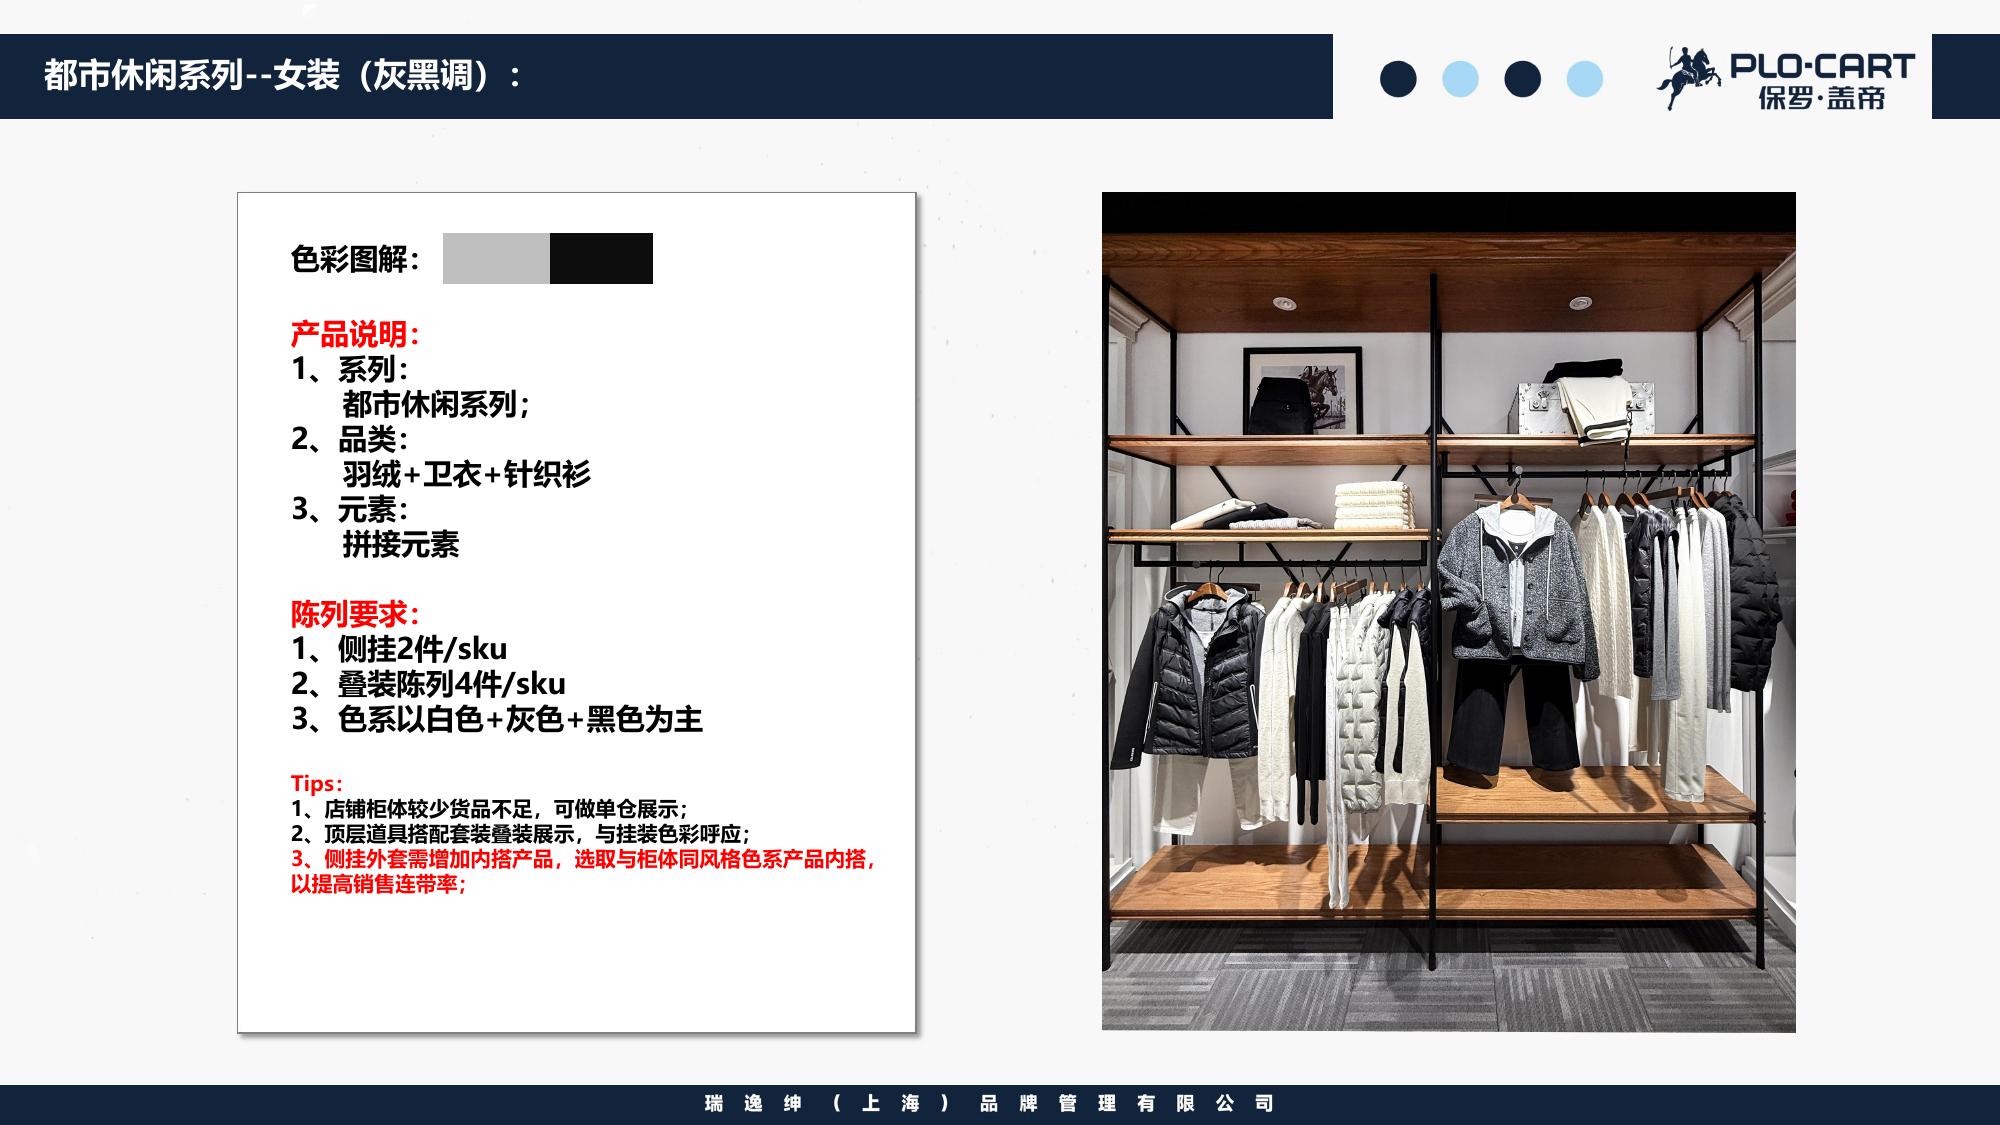 都市休闲系列--女装（灰黑调）：
PLO·CART
保罗·盖帝
色彩图解：
产品说明：
1、系列：
都市休闲系列；
2、品类：
羽绒+卫衣+针织衫
3、元素：
拼接元素
陈列要求：
1、侧挂2件/sku
2、叠装陈列4件/sku
3、色系以白色+灰色+黑色为主
Tips：
1、店铺柜体较少货品不足，可做单仓展示；
2、顶层道具搭配套装叠装展示，与挂装色彩呼应；
3、侧挂外套需增加内搭产品，选取与柜体同风格色系产品内搭，
以提高销售连带率；
瑞逸绅（上海）品牌管理有限公司